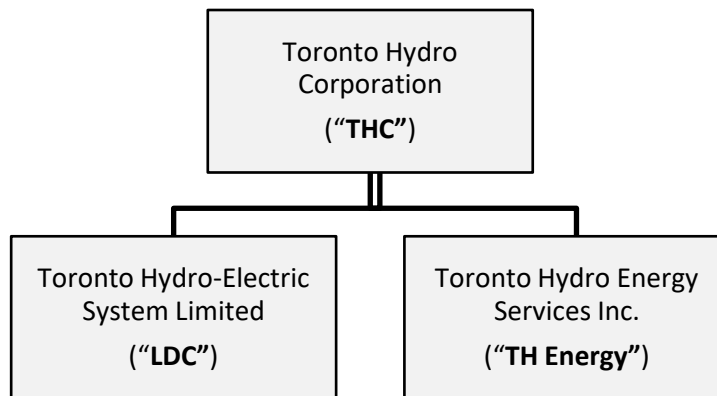 Toronto Hydro
Corporation
(“THC”)
Toronto Hydro-Electric
System Limited
(“LDC”)
Toronto Hydro Energy
Services Inc.
(“TH Energy”)